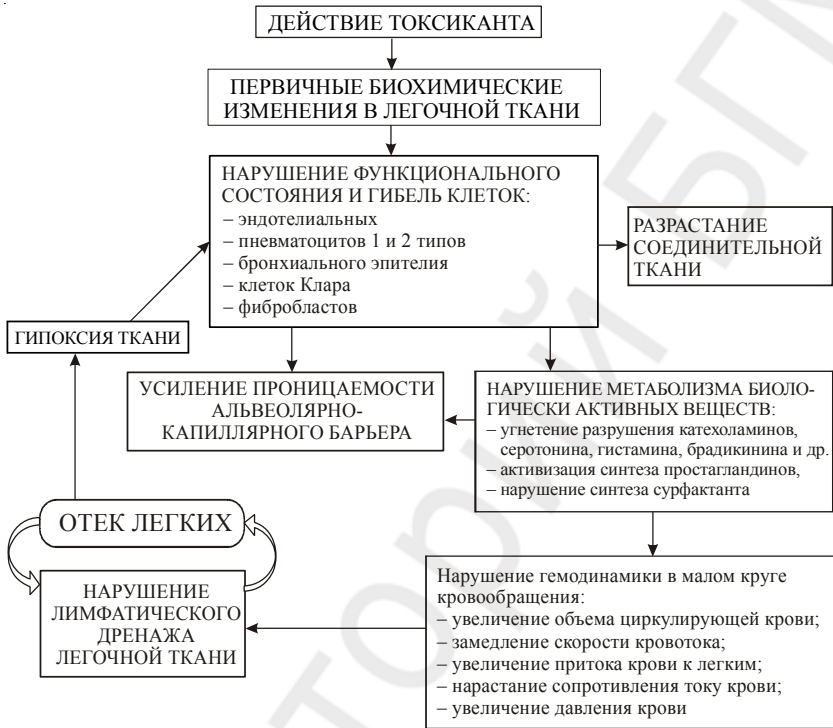 ДЕЙСТВИЕ ТОКСИКАНТА
ПЕРВИЧНЫЕ БИОХИМИЧЕСКИЕ
ИЗМЕНЕНИЯ В ЛЕГОЧНОЙ ТКАНИ
НАРУШЕНИЕ ФУНКЦИОНАЛЬНОГО
СОСТОЯНИЯ И ГИБЕЛЬ КЛЕТОК:
– эндотелиальных
– пневматоцитов 1 и 2 типов
– бронхиального эпителия
– клеток Клара
– фибробластов
РАЗРАСТАНИЕ
СОЕДИНИТЕЛЬНОЙ
ТКАНИ
ГИПОКСИЯ ТКАНИ
УСИЛЕНИЕ ПРОНИЦАЕМОСТИ
АЛЬВЕОЛЯРНО-
КАПИЛЛЯРНОГО БАРЬЕРА
НАРУШЕНИЕ МЕТАБОЛИЗМА БИОЛО-
ГИЧЕСКИ АКТИВНЫХ ВЕЩЕСТВ:
– угнетение разрушения катехоламинов,
серотонина, гистамина, брадикинина и др.
– активизация синтеза простагландинов,
– нарушение синтеза сурфактанта
ОТЕК ЛЕГКИХ
НАРУШЕНИЕ
ЛИМФАТИЧЕСКОГО
ДРЕНАЖА
ЛЕГОЧНОЙ ТКАНИ
Нарушение гемодинамики в малом круге
кровообращения:
– увеличение объема циркулирующей крови;
– замедление скорости кровотока;
– увеличение притока крови к легким;
– нарастание сопротивления току крови;
– увеличение давления крови